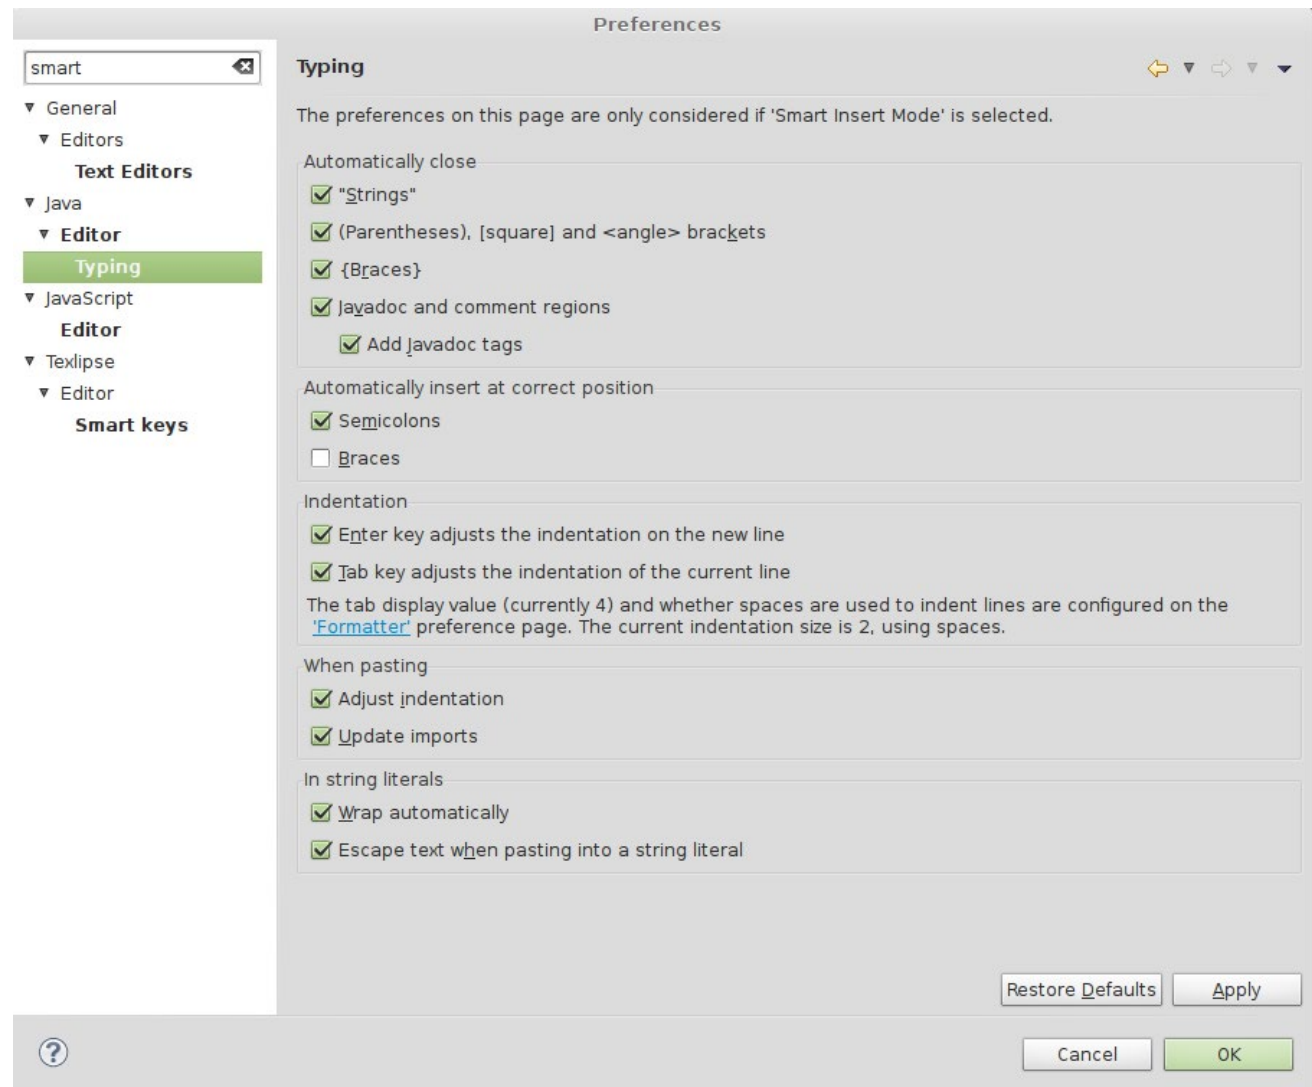 Preferences
smart
General
Editors
Text Editors
Java
Editor
Typing
JavaScript
Editor
Texlipse
Editor
Smart keys
Typing
The preferences on this page are only considered if 'Smart Insert Mode' is selected.
Automatically close
"Strings"
(Parentheses), [square] and <angle> brackets
{Braces}
Javadoc and comment regions
Add Javadoc tags
Automatically insert at correct position
Semicolons
Braces
Indentation
Enter key adjusts the indentation on the new line
Tab key adjusts the indentation of the current line
The tab display value (currently 4) and whether spaces are used to indent lines are configured on the
'Formatter' preference page. The current indentation size is 2, using spaces.
When pasting
Adjust indentation
Update imports
In string literals
Wrap automatically
Escape text when pasting into a string literal
Restore Defaults Apply
? Cancel OK